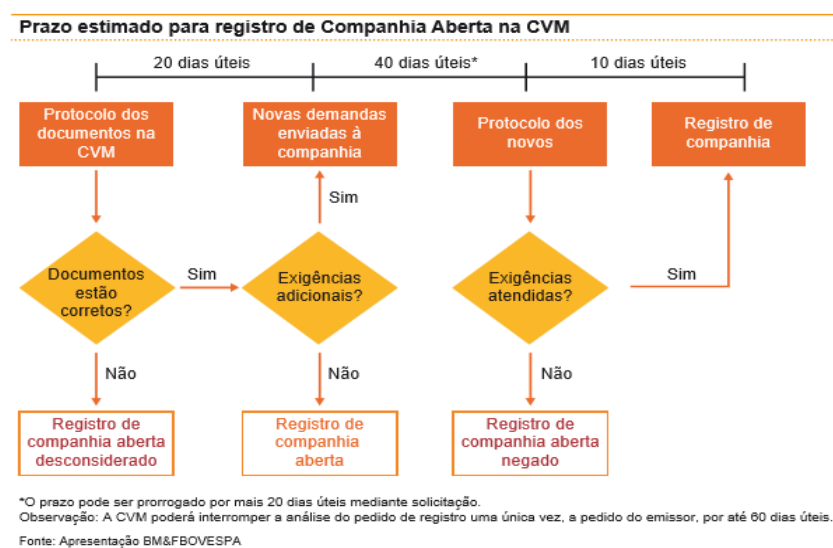 Prazo estimado para registro de Companhia Aberta na CVM
20 dias úteis
40 dias úteis*
10 dias úteis
Protocolo dos
documentos na
CVM
Novas demandas
enviadas à
companhia
Protocolo dos
novos
Registro de
companhia
Sim
Documentos
estão
corretos?
Sim
Exigências
adicionais?
Exigências
atendidas?
Sim
Não
Não
Não
Registro de
companhia aberta
desconsiderado
Registro de
companhia
aberta
Registro de
companhia aberta
negado
*O prazo pode ser prorrogado por mais 20 dias úteis mediante solicitação.
Observação: A CVM poderá interromper a análise do pedido de registro uma única vez, a pedido do emissor, por até 60 dias úteis.
Fonte: Apresentação BM&FBOVESPA